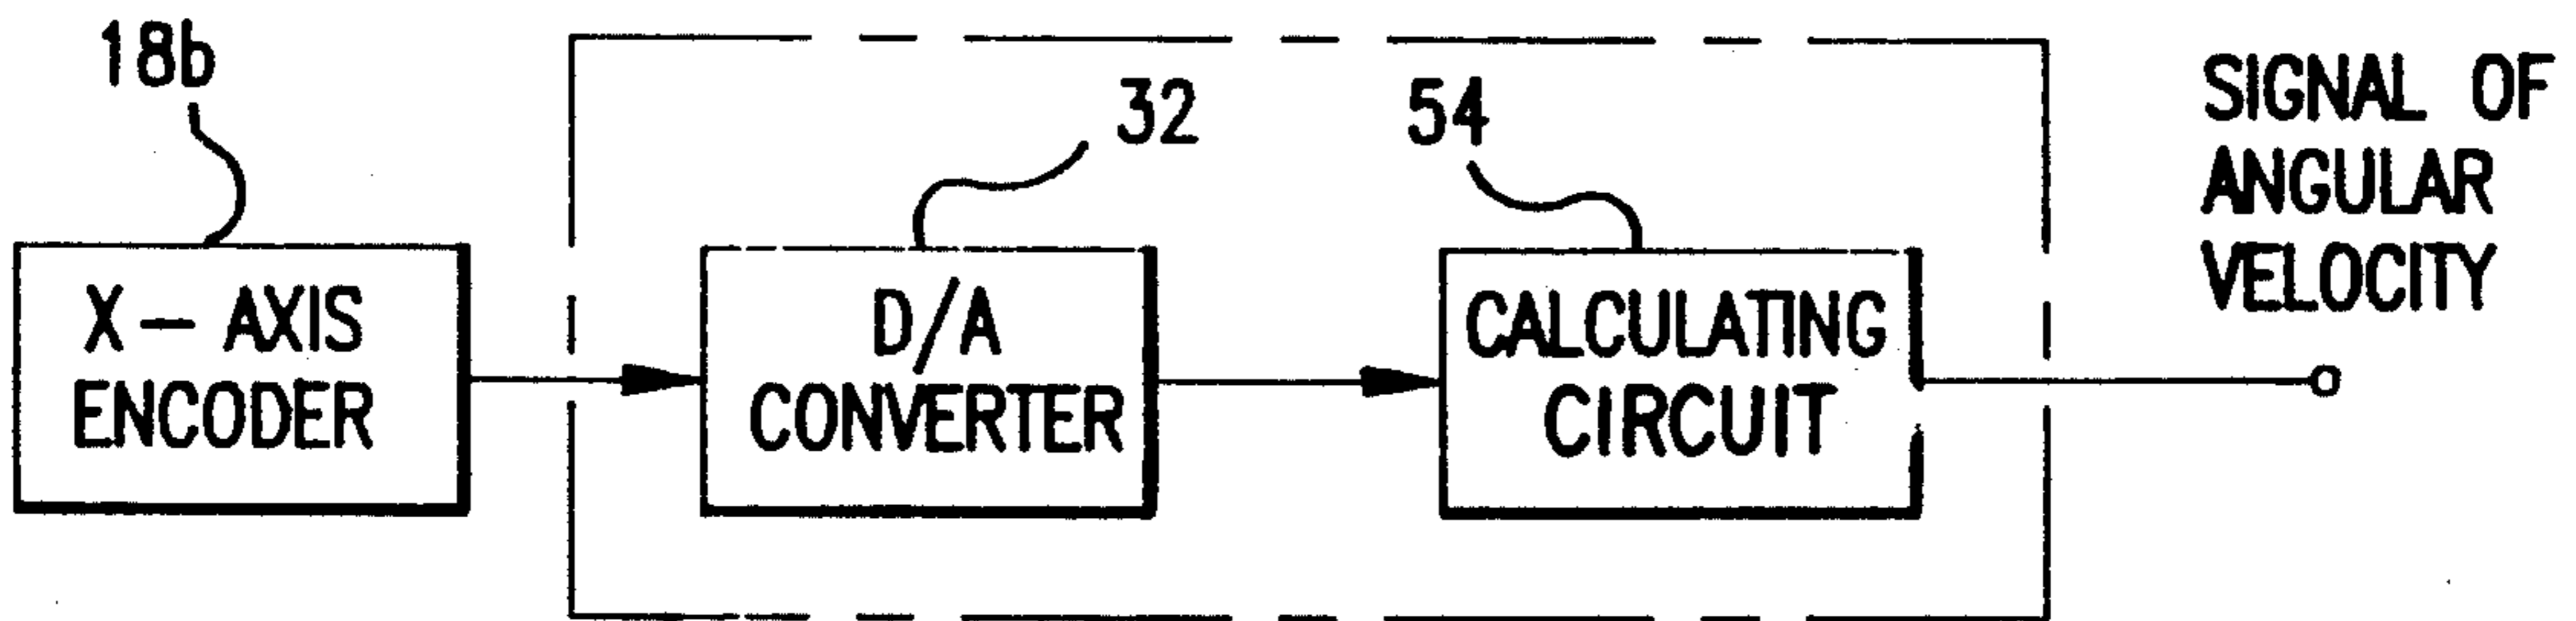 18b
32
54
SIGNAL OF
ANGULAR
VELOCITY
X - AXIS
ENCODER
D/A
CONVERTER
CALCULATING
CIRCUIT